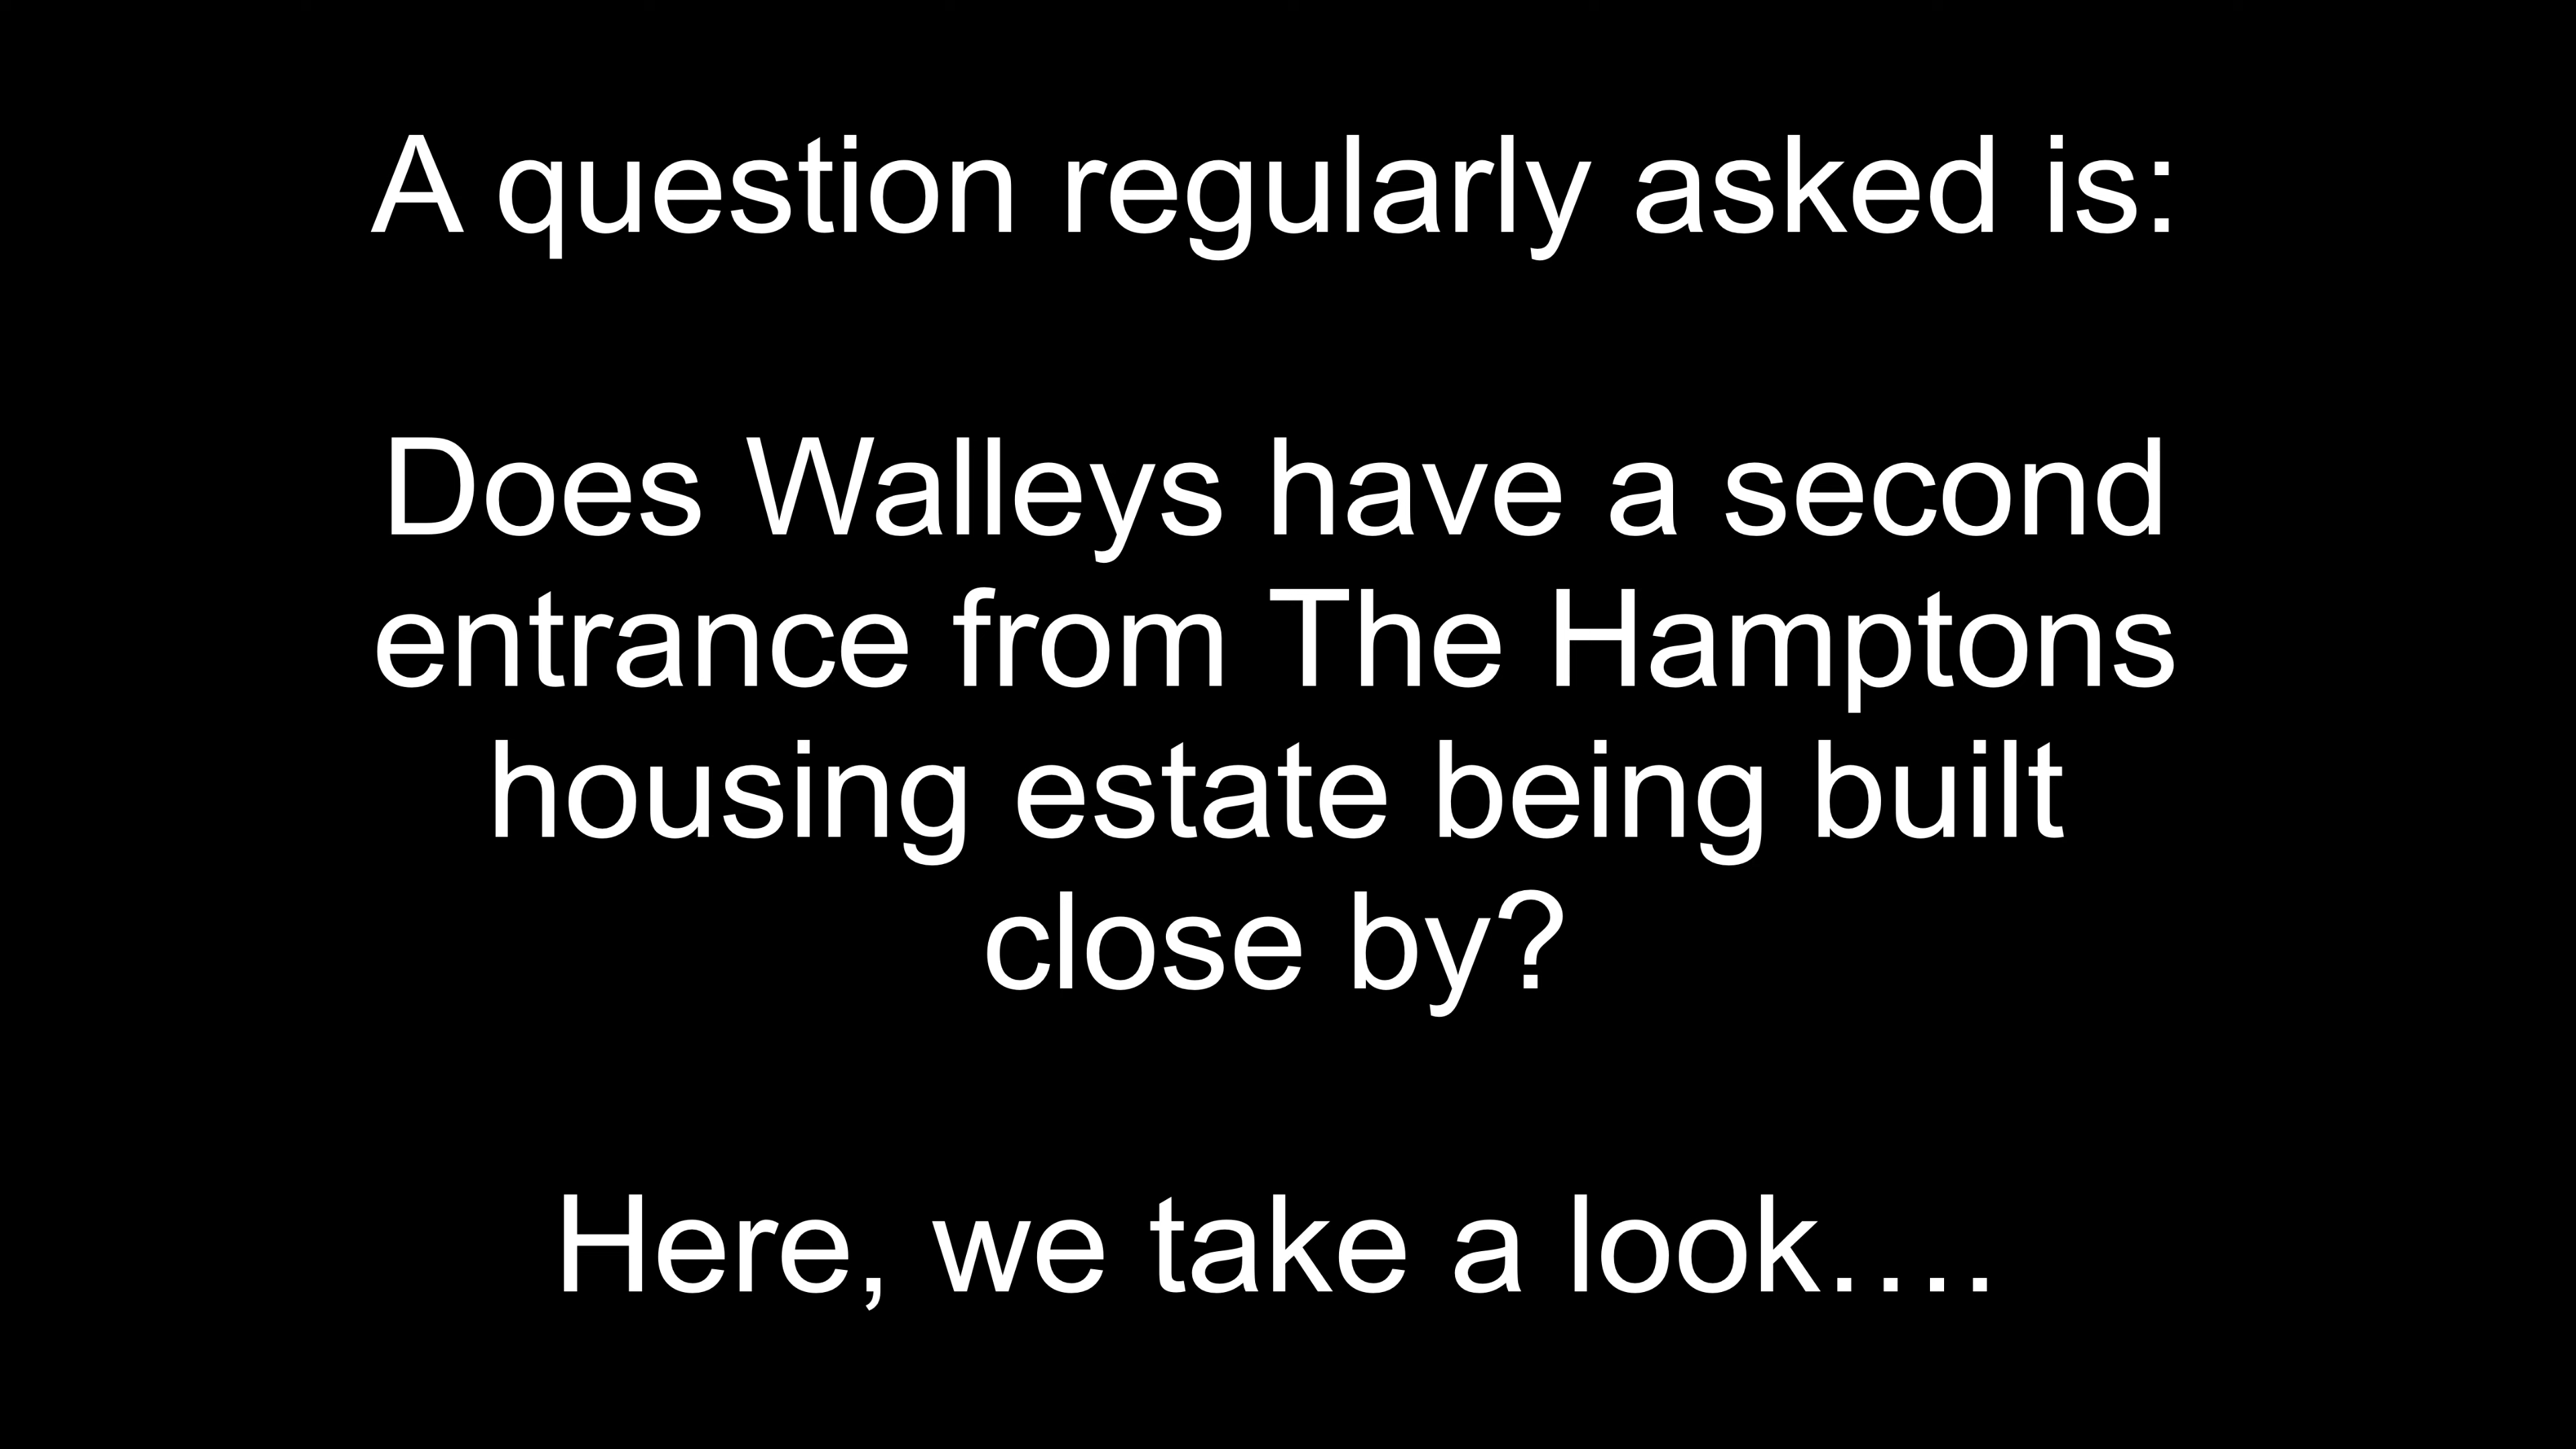 A question regularly asked is:
Does Walleys have a second
entrance from The Hamptons
housing estate being built
close by?
Here, we take a look....